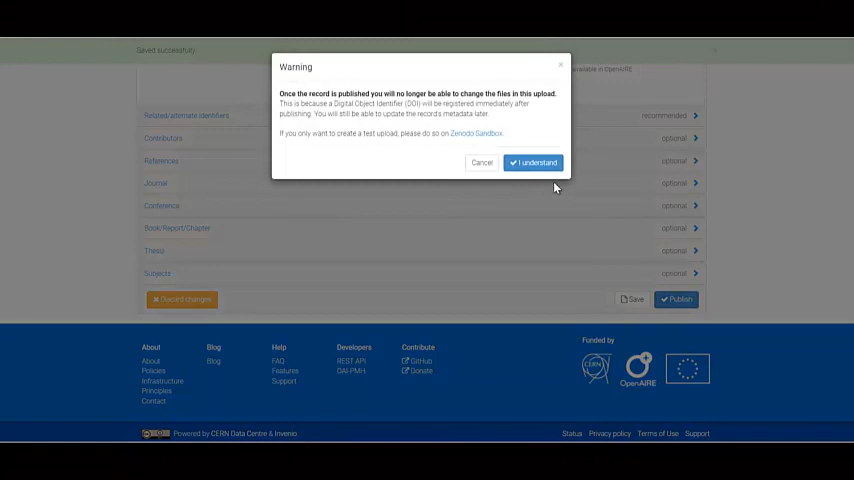 Saved successfully
×
Warning ×
available in OpenAIRE
Once the record is published you will no longer be able to change the files in this upload.
This is because a Digital Object Identifier (DOI) will be registered immediately after
publishing. You will still be able to update the record's metadata later.
If you only want to create a test upload, please do so on Zenodo Sandbox.
Cancel I understand
Related/alternate identifiers recommended
Contributors optional
References optional
Journal optional
Conference optional
Book/Report/Chapter optional
Thesis optional
Subjects optional
Discard changes Save Publish
About Blog Help Developers Contribute Funded by
About Blog FAQ REST API GitHub
Policies Features OAI-PMH Donate
Infrastructure Support
Principles
Contact
CERN OpenAIRE
Powered by CERN Data Centre & Invenio Status Privacy policy Terms of Use Support